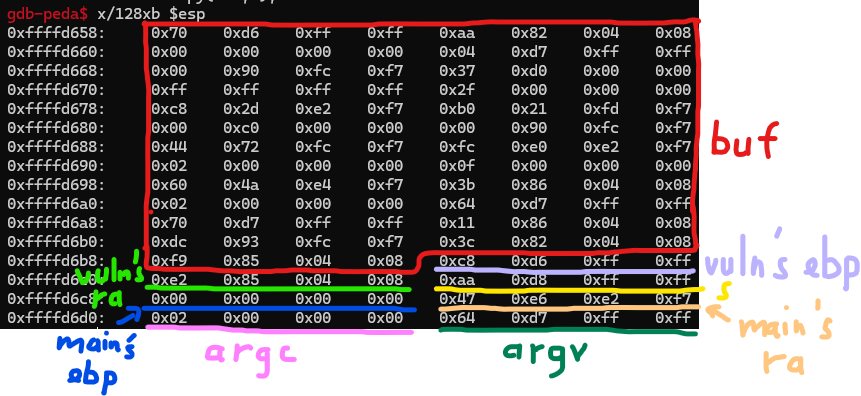 gdb-peda$ x/128xb $esp
0xffffd658: 0x70 0xd6 0xff 0xff 0xaa 0x82 0x04 0x08
0xffffd660: 0x00 0x00 0x00 0x00 0x04 0xd7 0xff 0xff
0xffffd668: 0x00 0x90 0xfc 0xf7 0x37 0xd0 0x00 0x00
0xffffd670: 0xff 0xff 0xff 0xff 0x2f 0x00 0x00 0x00
0xffffd678: 0xc8 0x2d 0xe2 0xf7 0xb0 0x21 0xfd 0xf7
0xffffd680: 0x00 0xc0 0x00 0x00 0x00 0x90 0xfc 0xf7
0xffffd688: 0x44 0x72 0xfc 0xf7 0xfc 0xe0 0xe2 0xf7
buf
0xffffd690: 0x02 0x00 0x00 0x00 0x0f 0x00 0x00 0x00
0xffffd698: 0x60 0x4a 0xe4 0xf7 0x3b 0x86 0x04 0x08
0xffffd6a0: 0x02 0x00 0x00 0x00 0x64 0xd7 0xff 0xff
0xffffd6a8: 0x70 0xd7 0xff 0xff 0x11 0x86 0x04 0x08
0xffffd6b0: 0xdc 0x93 0xfc 0xf7 0x3c 0x82 0x04 0x08
0xffffd6b8: 0xf9 0x85 0x04 0x08 0xc8 0xd6 0xff 0xff
vuln's ebp
0xe2 0x85 0x04 0x08 0xaa 0xd8 0xff 0xff
vuln's
ra
s
0x00 0x00 0x00 0x00 0x47 0xe6 0xe2 0xf7
0xffffd6d0: 0x02 0x00 0x00 0x00 0x64 0xd7 0xff 0xff
main's
ebp
argc
argv
main's
ra